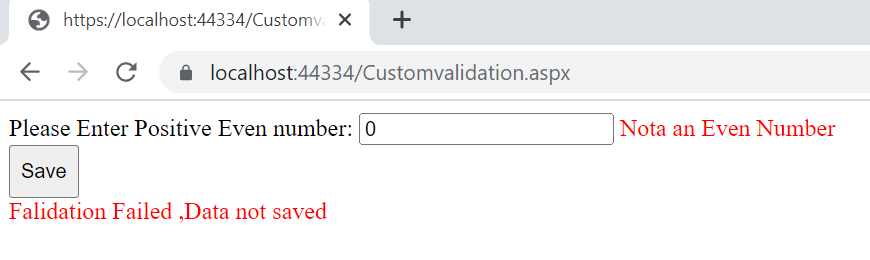 https://localhost:44334/Customva
localhost:44334/Customvalidation.aspx
Please Enter Positive Even number: 0 Nota an Even Number
Save
Falidation Failed ,Data not saved